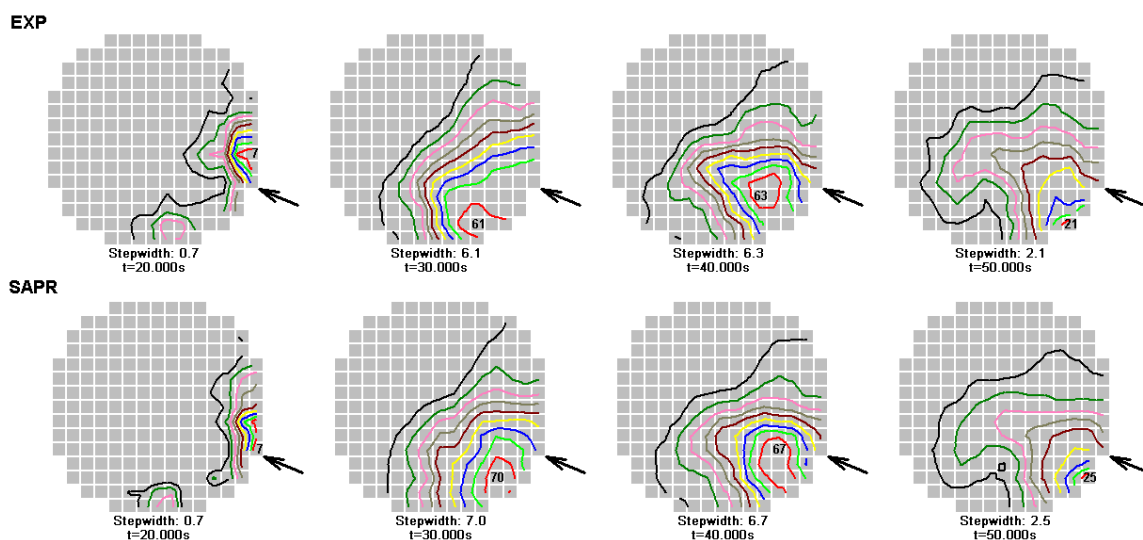 EXP
7
61
63
21
Stepwidth: 0.7
t=20.000s
Stepwidth: 6.1
t=30.000s
Stepwidth: 6.3
t=40.000s
Stepwidth: 2.1
t=50.000s
SAPR
7
70
67
25
Stepwidth: 0.7
t=20.000s
Stepwidth: 7.0
t=30.000s
Stepwidth: 6.7
t=40.000s
Stepwidth: 2.5
t=50.000s